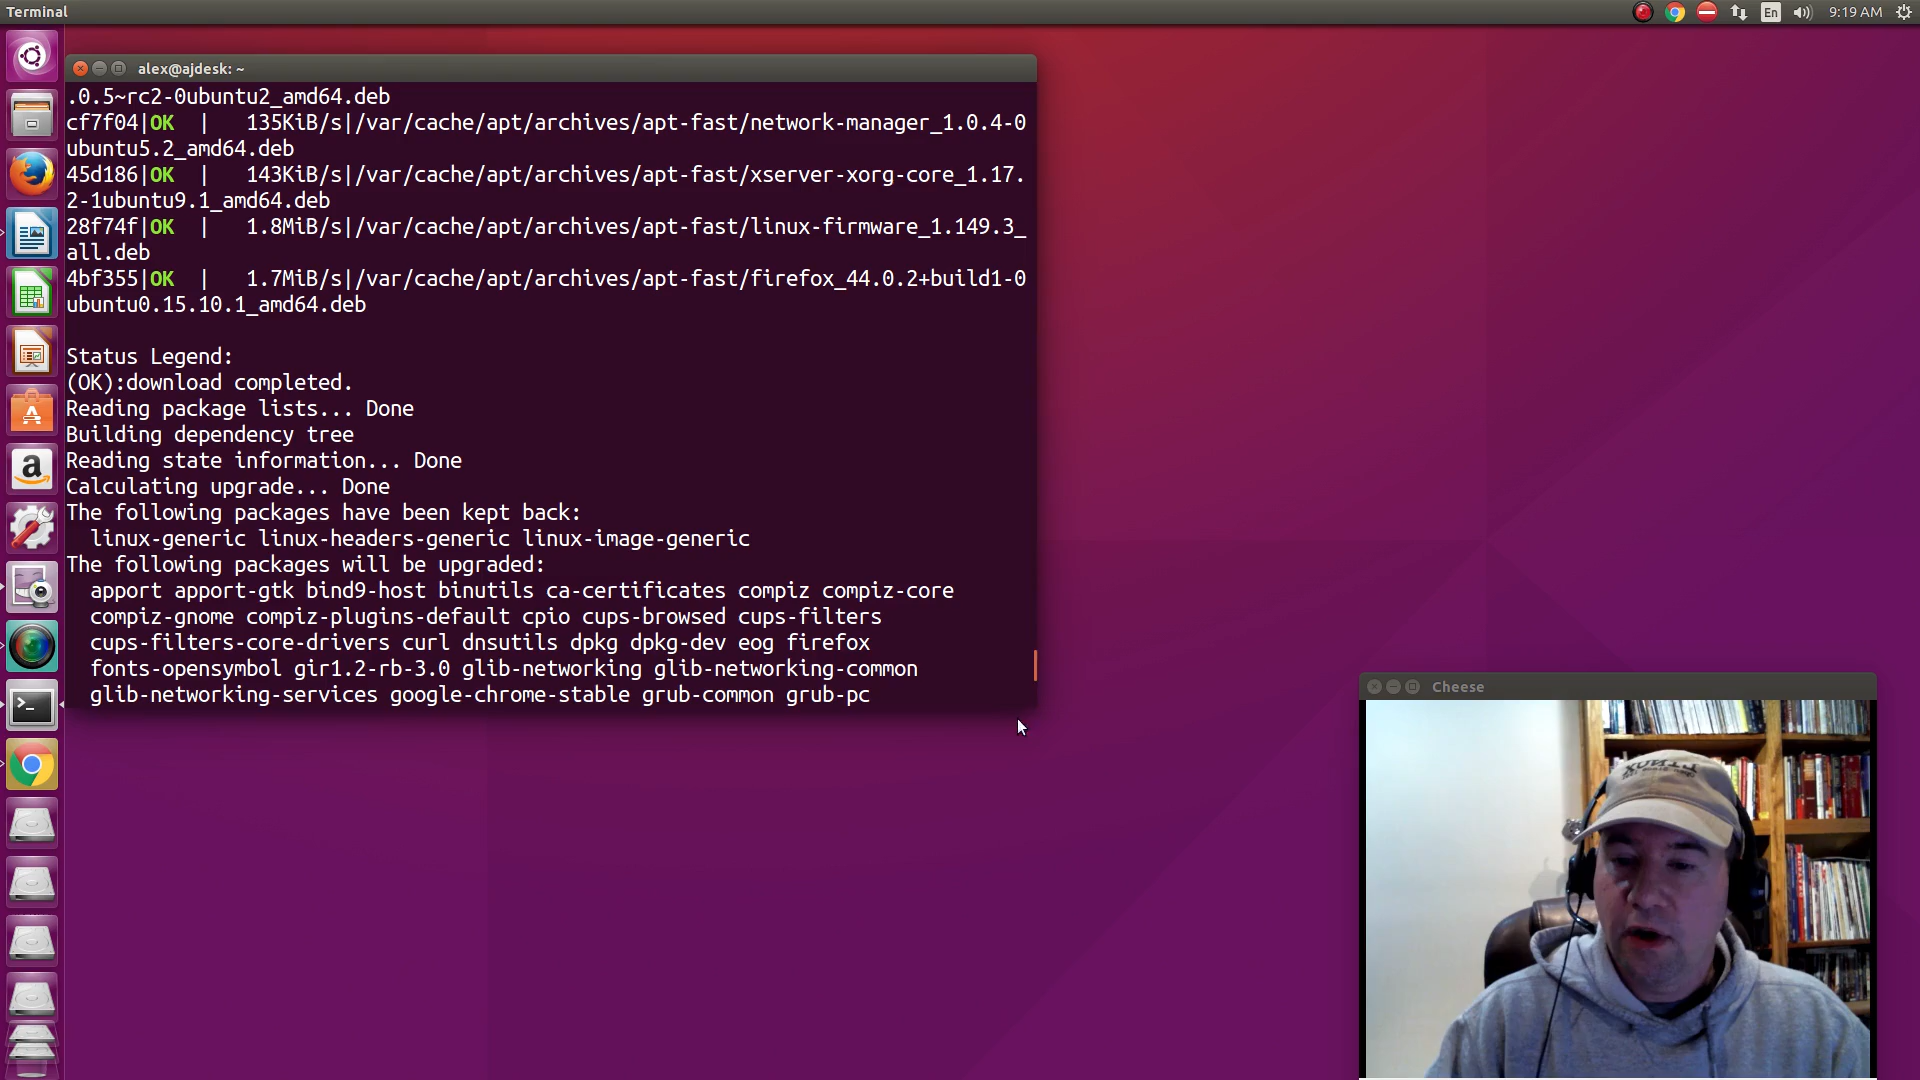 Terminal
En
9:19 AM
alex@ajdesk: ~
.0.5~rc2-0ubuntu2_amd64.deb
cf7f04|OK  |   135KiB/s|/var/cache/apt/archives/apt-fast/network-manager_1.0.4-0
ubuntu5.2_amd64.deb
45d186|OK  |   143KiB/s|/var/cache/apt/archives/apt-fast/xserver-xorg-core_1.17.
2-1ubuntu9.1_amd64.deb
28f74f|OK  |   1.8MiB/s|/var/cache/apt/archives/apt-fast/linux-firmware_1.149.3_
all.deb
4bf355|OK  |   1.7MiB/s|/var/cache/apt/archives/apt-fast/firefox_44.0.2+build1-0
ubuntu0.15.10.1_amd64.deb
Status Legend:
(OK):download completed.
Reading package lists... Done
Building dependency tree
Reading state information... Done
Calculating upgrade... Done
The following packages have been kept back:
  linux-generic linux-headers-generic linux-image-generic
The following packages will be upgraded:
  apport apport-gtk bind9-host binutils ca-certificates compiz compiz-core
  compiz-gnome compiz-plugins-default cpio cups-browsed cups-filters
  cups-filters-core-drivers curl dnsutils dpkg dpkg-dev eog firefox
  fonts-opensymbol gir1.2-rb-3.0 glib-networking glib-networking-common
  glib-networking-services google-chrome-stable grub-common grub-pc
Cheese